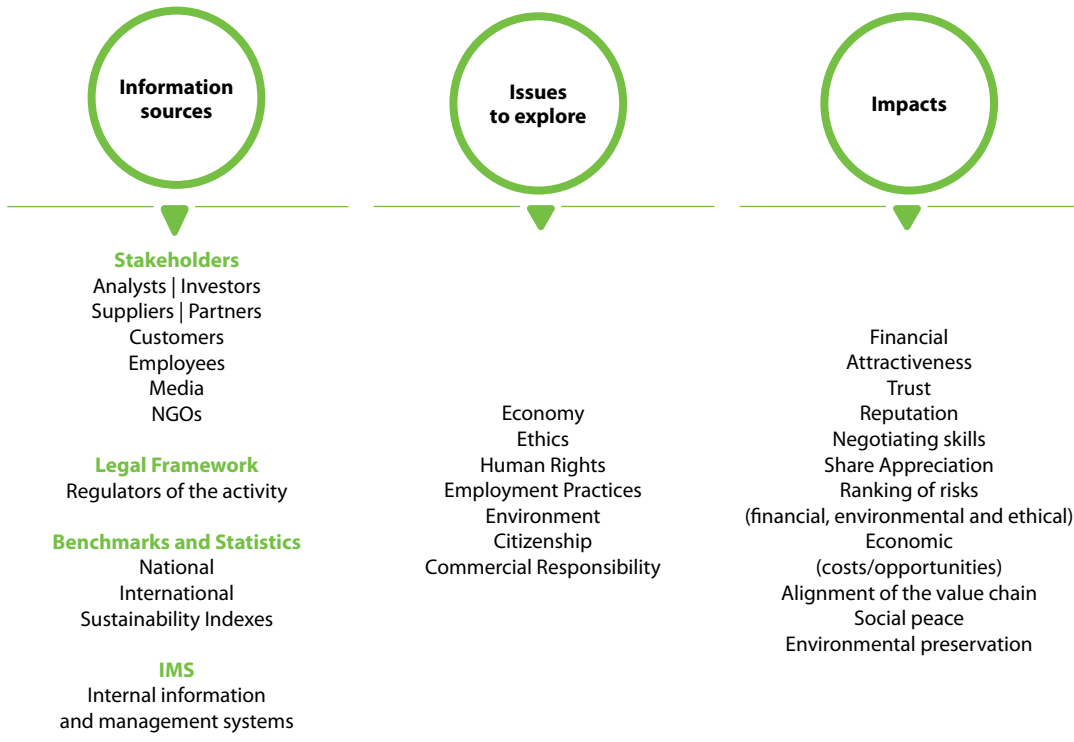 Information
sources
Stakeholders
Analysts | Investors
Suppliers | Partners
Customers
Employees
Media
NGOs
Legal Framework
Regulators of the activity
Benchmarks and Statistics
National
International
Sustainability Indexes
IMS
Internal information
and management systems
Issues
to explore
Economy
Ethics
Human Rights
Employment Practices
Environment
Citizenship
Commercial Responsibility
Impacts
Financial
Attractiveness
Trust
Reputation
Negotiating skills
Share Appreciation
Ranking of risks
(financial, environmental and ethical)
Economic
(costs/opportunities)
Alignment of the value chain
Social peace
Environmental preservation